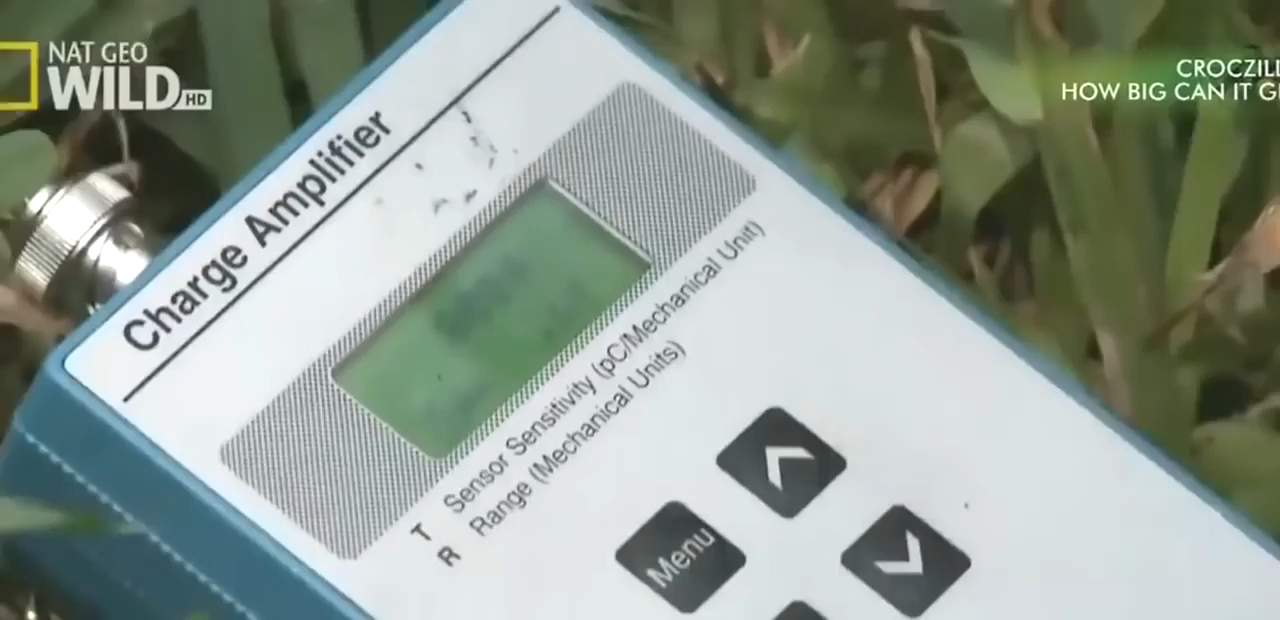 NAT GEO
WILD HD
CROCZILL
HOW BIG CAN IT G
Charge Amplifier
T Sensor Sensitivity (pC/Mechanical Unit)
R Range (Mechanical Units)
Menu